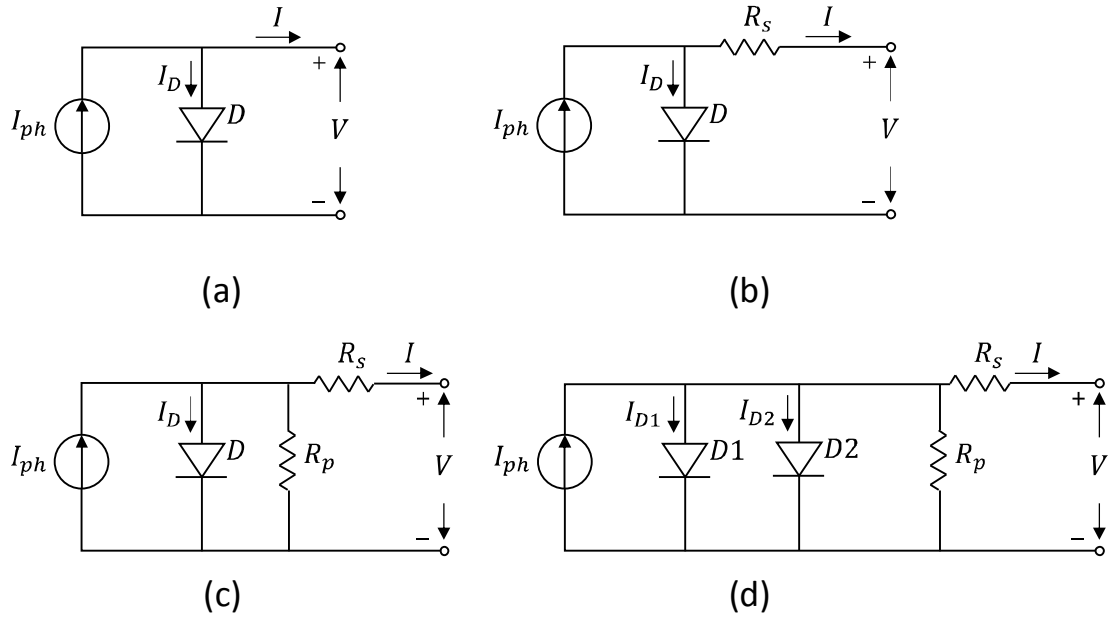 I
I_D
D
I_ph
+
V
−
(a)
R_s I
I_D
D
I_ph
+
V
−
(b)
R_s I
I_D
D
I_ph
R_p
+
V
−
(c)
R_s I
I_D1
I_D2
D1
D2
I_ph
R_p
+
V
−
(d)